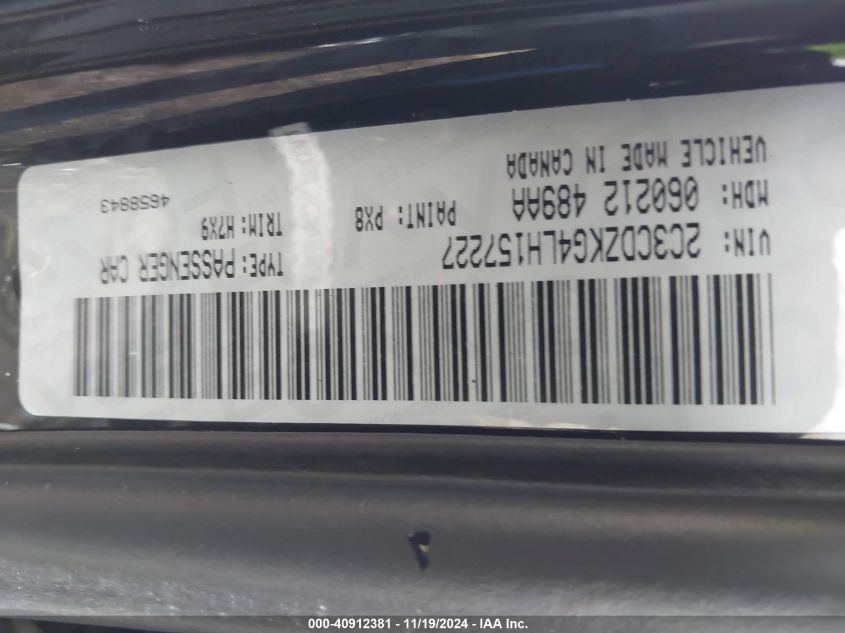 VIN: 2C3CDZKG4LH157227 TYPE: PASSENGER CAR
MDH: 060212 489AA PAINT: PX8 TRIM: H7X9
VEHICLE MADE IN CANADA 4658843
000-40912381 - 11/19/2024 - IAA Inc.